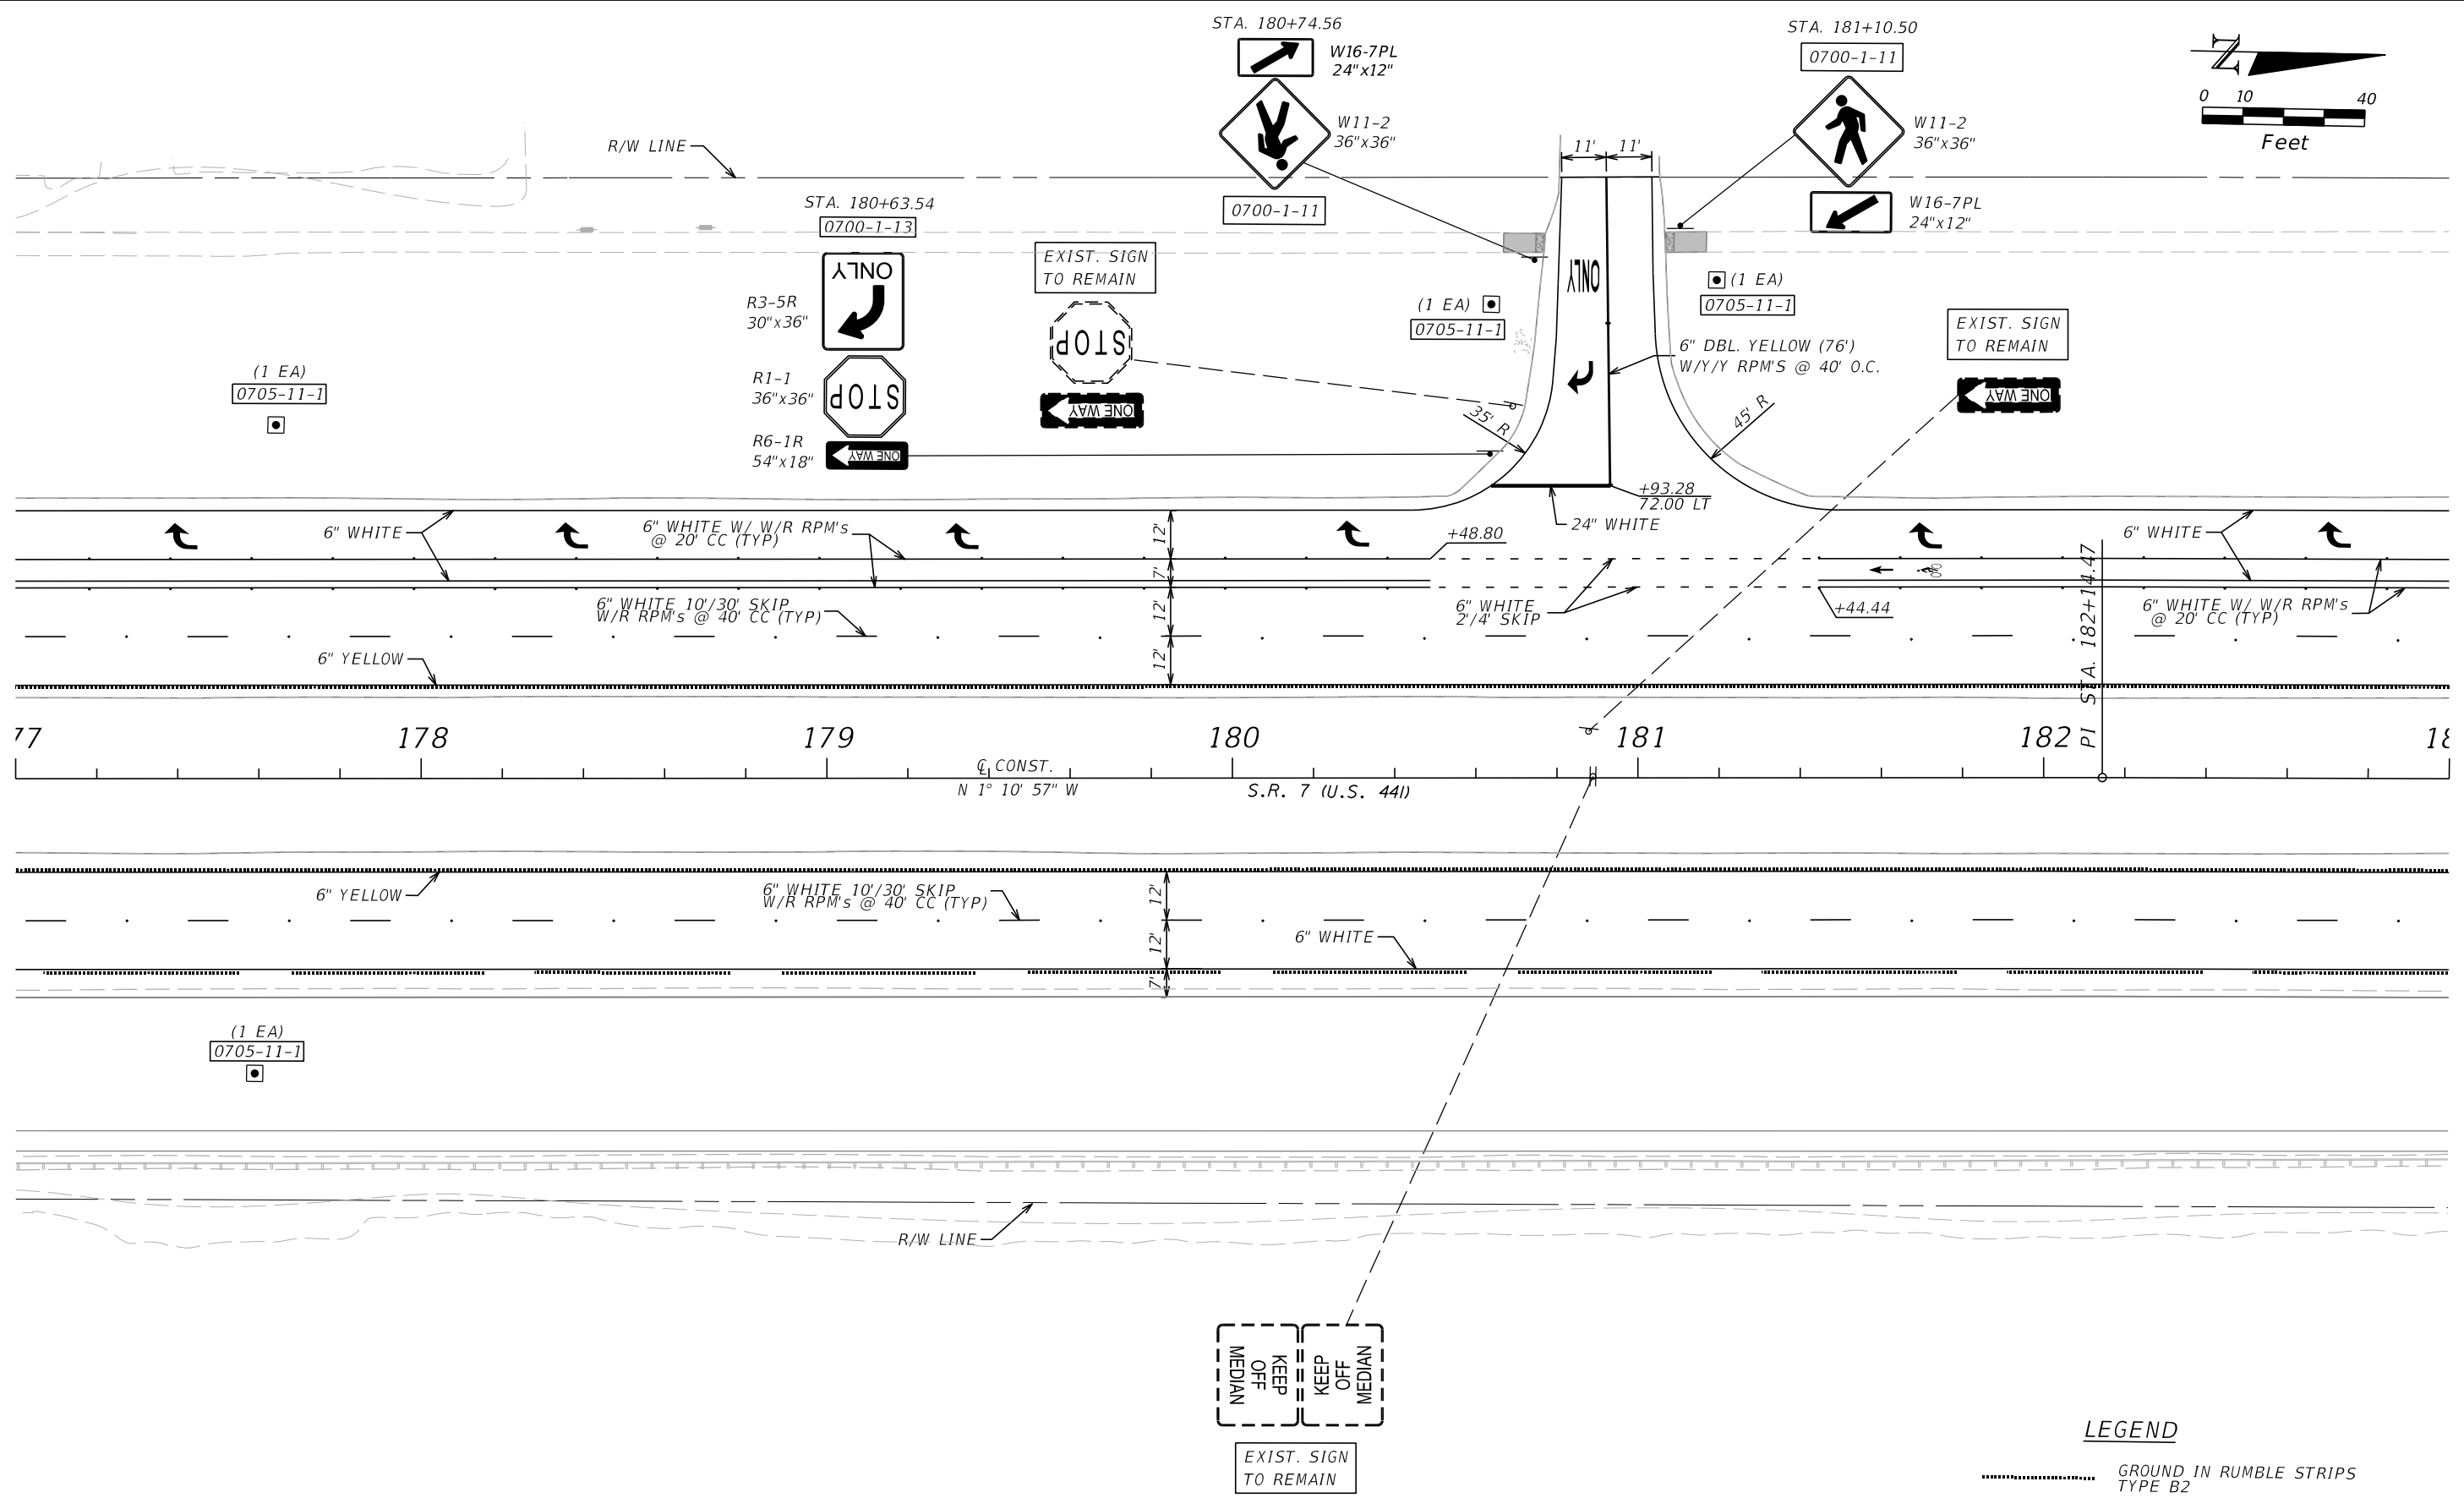 STA. 180+74.56
W16-7PL
24"x12"
W11-2
36"x36"
0700-1-11
STA. 181+10.50
0700-1-11
W11-2
36"x36"
W16-7PL
24"x12"
N
0 10 40
Feet
R/W LINE
11' 11'
STA. 180+63.54
0700-1-13
ONLY
R3-5R
30"x36"
STOP
R1-1
36"x36"
ONE WAY
R6-1R
54"x18"
EXIST. SIGN
TO REMAIN
STOP
ONE WAY
(1 EA)
0705-11-1
ONLY
(1 EA)
0705-11-1
6" DBL. YELLOW (76')
W/Y/Y RPM'S @ 40' O.C.
EXIST. SIGN
TO REMAIN
ONE WAY
(1 EA)
0705-11-1
35' R
45' R
+93.28
72.00 LT
24" WHITE
6" WHITE
6" WHITE W/ W/R RPM's
@ 20' CC (TYP)
12'
7'
12'
12'
+48.80
6" WHITE
6" WHITE 10'/30' SKIP
W/R RPM's @ 40' CC (TYP)
6" WHITE
2'/4' SKIP
+44.44
6" WHITE W/ W/R RPM's
@ 20' CC (TYP)
6" YELLOW
PI STA. 182+14.47
77 178 179 180 181 182 18
℄ CONST.
N 1° 10' 57" W
S.R. 7 (U.S. 441)
6" YELLOW
6" WHITE 10'/30' SKIP
W/R RPM's @ 40' CC (TYP)
12'
12'
7'
6" WHITE
(1 EA)
0705-11-1
R/W LINE
KEEP
OFF
MEDIAN
KEEP
OFF
MEDIAN
EXIST. SIGN
TO REMAIN
LEGEND
GROUND IN RUMBLE STRIPS
TYPE B2